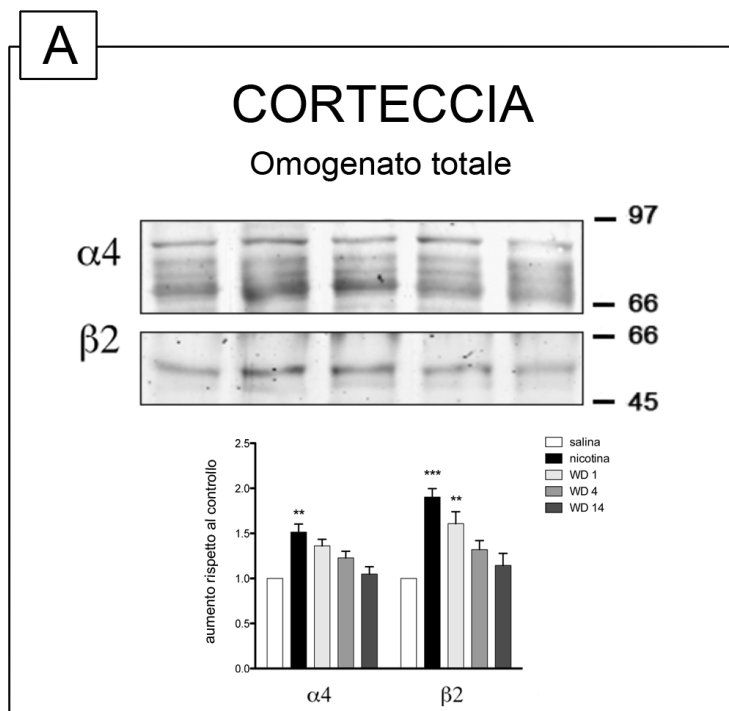 A
CORTECCIA
Omogenato totale
α4
97
66
β2
66
45
aumento rispetto al controllo
2.5
2.0
1.5
1.0
0.5
0.0
**
***
**
salina
nicotina
WD 1
WD 4
WD 14
α4
β2